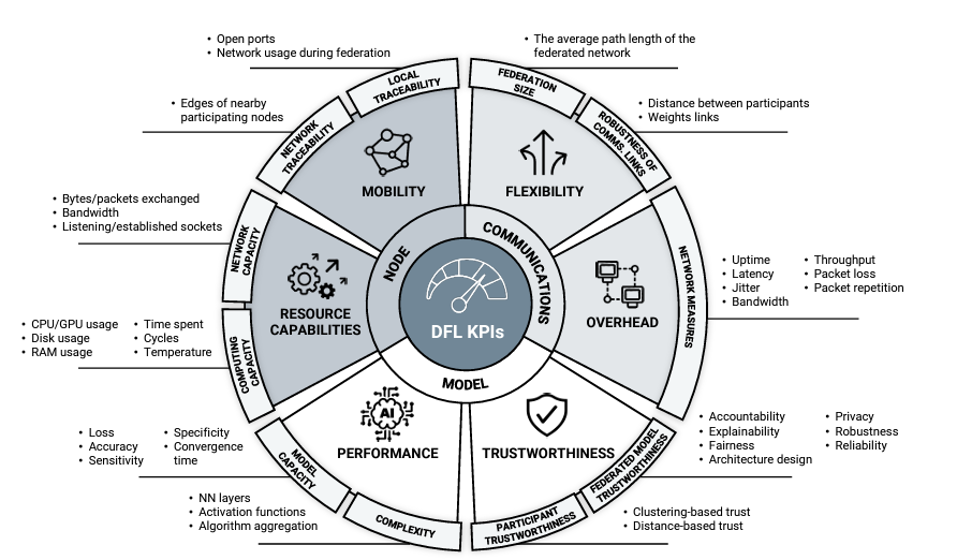 • Open ports
• Network usage during federation
• The average path length of the
federated network
LOCAL
TRACEABILITY
FEDERATION
SIZE
• Edges of nearby
participating nodes
NETWORK
TRACEABILITY
ROBUSTNESS OF
COMMS. LINKS
• Distance between participants
• Weights links
MOBILITY
FLEXIBILITY
• Bytes/packets exchanged
• Bandwidth
• Listening/established sockets
NETWORK
CAPACITY
NODE
COMMUNICATIONS
NETWORK MEASURES
• Uptime
• Latency
• Jitter
• Bandwidth
• Throughput
• Packet loss
• Packet repetition
RESOURCE
CAPABILITIES
DFL KPIs
OVERHEAD
• CPU/GPU usage
• Disk usage
• RAM usage
• Time spent
• Cycles
• Temperature
COMPUTING
CAPACITY
MODEL
AI
PERFORMANCE
TRUSTWORTHINESS
• Loss
• Accuracy
• Sensitivity
• Specificity
• Convergence
time
MODEL
CAPACITY
FEDERATED MODEL
TRUSTWORTHINESS
• Accountability
• Explainability
• Fairness
• Architecture design
• Privacy
• Robustness
• Reliability
• NN layers
• Activation functions
• Algorithm aggregation
COMPLEXITY
PARTICIPANT
TRUSTWORTHINESS
• Clustering-based trust
• Distance-based trust